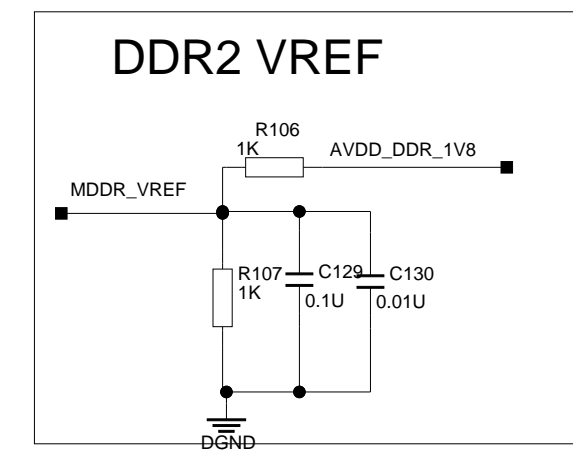 DDR2 VREF
R106
1K
AVDD_DDR_1V8
MDDR_VREF
R107
1K
C129
0.1U
C130
0.01U
DGND